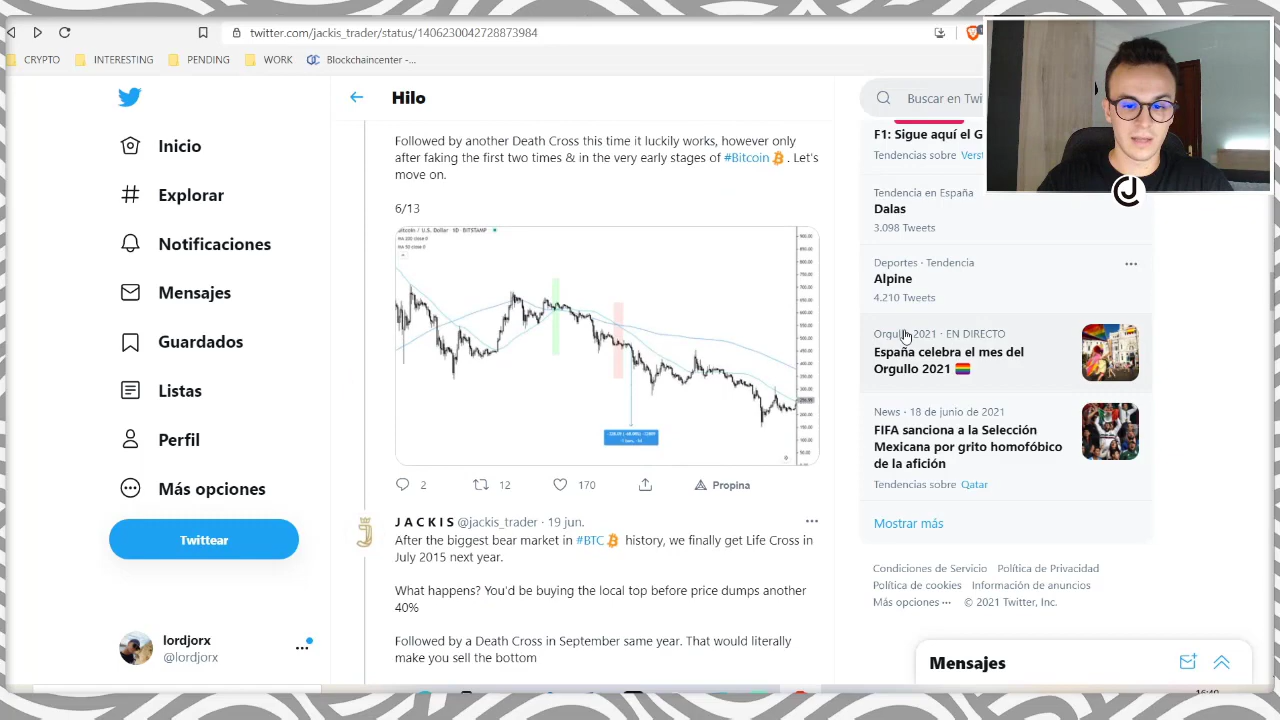 twitter.com/jackis_trader/status/1406230042728873984
CRYPTO
INTERESTING
PENDING
WORK
Blockchaincenter -...
Inicio
Explorar
Notificaciones
Mensajes
Guardados
Listas
Perfil
Más opciones
Twittear
lordjorx
@lordjorx
Hilo
Followed by another Death Cross this time it luckily works, however only
after faking the first two times & in the very early stages of #Bitcoin. Let's
move on.
6/13
Bitcoin / U.S. Dollar · 1D · BITSTAMP
2
12
170
Propina
J A C K I S @jackis_trader · 19 jun.
After the biggest bear market in #BTC history, we finally get Life Cross in
July 2015 next year.
What happens? You'd be buying the local top before price dumps another
40%
Followed by a Death Cross in September same year. That would literally
make you sell the bottom
Buscar en Twi
F1: Sigue aquí el G
Tendencias sobre Verst
Tendencia en España
Dalas
Tweets
Deportes · Tendencia
Alpine
4.210 Tweets
2021 · EN DIRECTO
España celebra el mes del
Orgullo 2021
News · 18 de junio de 2021
FIFA sanciona a la Selección
Mexicana por grito homofóbico
de la afición
Tendencias sobre Qatar
Mostrar más
Condiciones de Servicio Política de Privacidad
Política de cookies Información de anuncios
Más opciones ··· © 2021 Twitter, Inc.
Mensajes